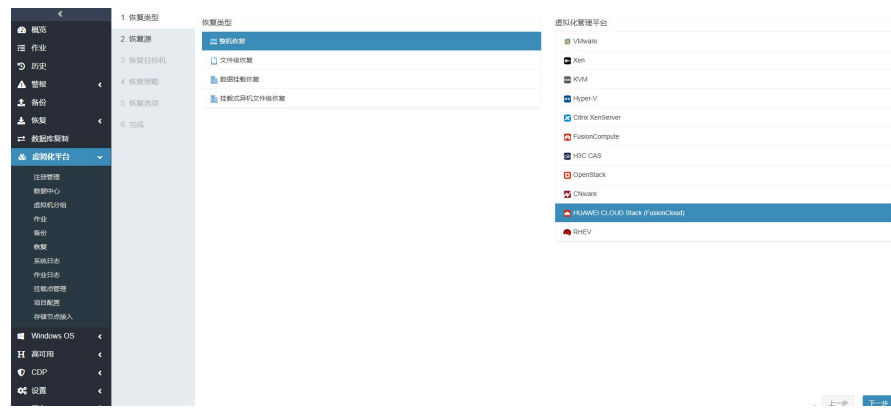 概览
作业
历史
警报
备份
恢复
数据库复制
虚拟化平台
注册管理
数据中心
虚拟机分组
作业
备份
恢复
系统日志
作业日志
挂载点管理
项目配置
存储节点接入
Windows OS
高可用
CDP
设置
1. 恢复类型
2. 恢复源
3. 恢复目标机
4. 恢复策略
5. 恢复选项
6. 完成
恢复类型
整机恢复
文件级恢复
数据挂载恢复
挂载式异机文件级恢复
虚拟化管理平台
VMware
Xen
KVM
Hyper-V
Citrix XenServer
FusionCompute
H3C CAS
OpenStack
CNware
HUAWEI CLOUD Stack (FusionCloud)
RHEV
上一步
下一步